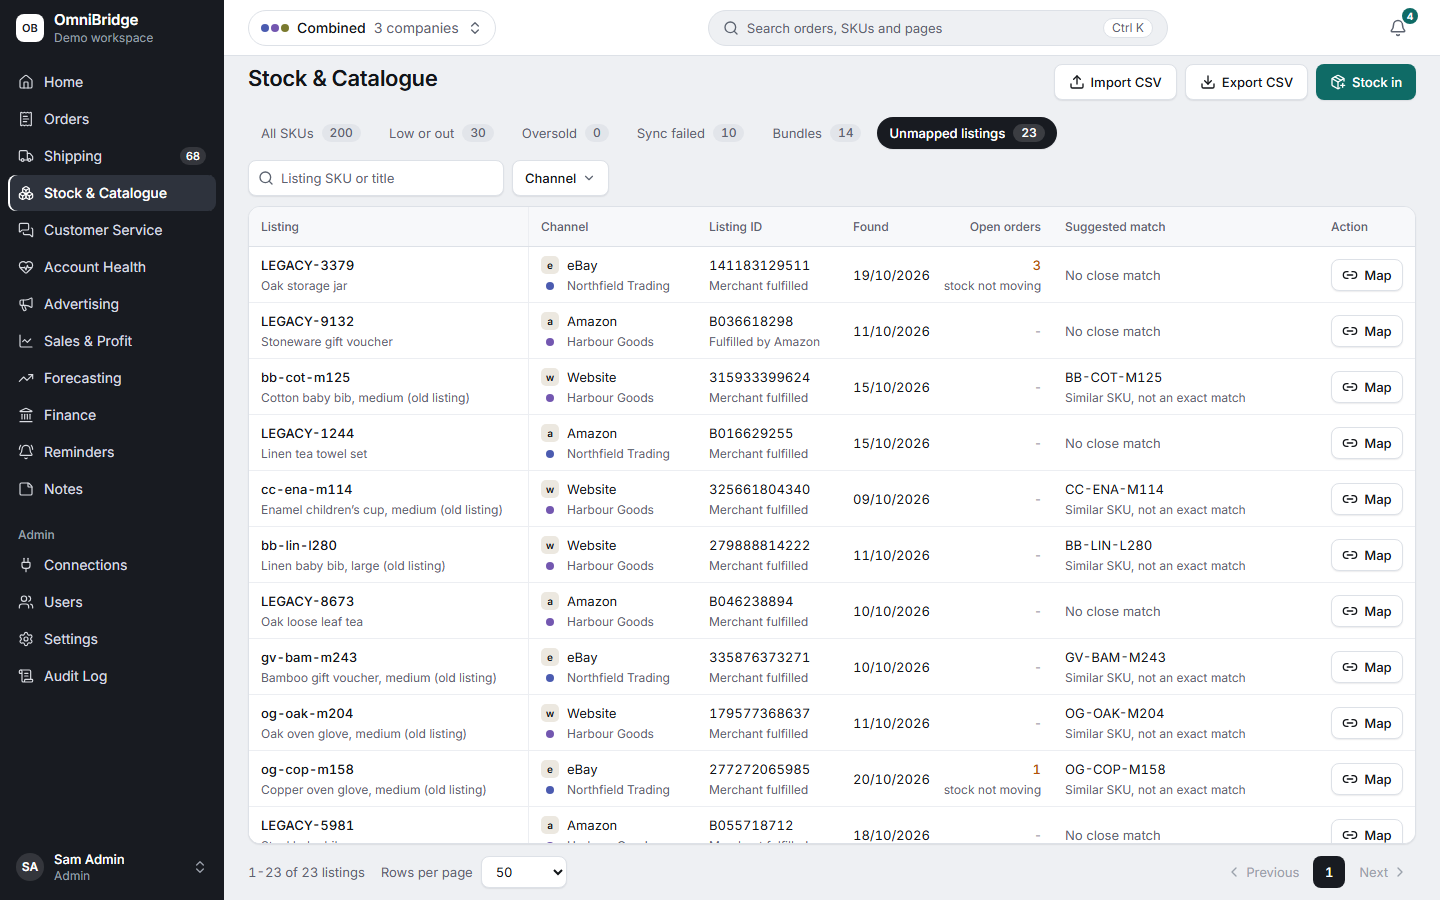 OB
OmniBridge
Demo workspace
Home
Orders
Shipping 68
Stock & Catalogue
Customer Service
Account Health
Advertising
Sales & Profit
Forecasting
Finance
Reminders
Notes
Admin
Connections
Users
Settings
Audit Log
SA
Sam Admin
Admin
Combined 3 companies
Search orders, SKUs and pages Ctrl K
4
Stock & Catalogue
Import CSV
Export CSV
Stock in
All SKUs 200
Low or out 30
Oversold 0
Sync failed 10
Bundles 14
Unmapped listings 23
Listing SKU or title
Channel
Listing Channel Listing ID Found Open orders Suggested match Action
LEGACY-3379 e eBay 141183129511 19/10/2026 3 No close match Map
Oak storage jar Northfield Trading Merchant fulfilled stock not moving
LEGACY-9132 a Amazon B036618298 11/10/2026 - No close match Map
Stoneware gift voucher Harbour Goods Fulfilled by Amazon
bb-cot-m125 w Website 315933399624 15/10/2026 - BB-COT-M125 Map
Cotton baby bib, medium (old listing) Harbour Goods Merchant fulfilled Similar SKU, not an exact match
LEGACY-1244 a Amazon B016629255 15/10/2026 - No close match Map
Linen tea towel set Northfield Trading Merchant fulfilled
cc-ena-m114 w Website 325661804340 09/10/2026 - CC-ENA-M114 Map
Enamel children's cup, medium (old listing) Harbour Goods Merchant fulfilled Similar SKU, not an exact match
bb-lin-l280 w Website 279888814222 11/10/2026 - BB-LIN-L280 Map
Linen baby bib, large (old listing) Harbour Goods Merchant fulfilled Similar SKU, not an exact match
LEGACY-8673 a Amazon B046238894 10/10/2026 - No close match Map
Oak loose leaf tea Harbour Goods Merchant fulfilled
gv-bam-m243 e eBay 335876373271 10/10/2026 - GV-BAM-M243 Map
Bamboo gift voucher, medium (old listing) Northfield Trading Merchant fulfilled Similar SKU, not an exact match
og-oak-m204 w Website 179577368637 11/10/2026 - OG-OAK-M204 Map
Oak oven glove, medium (old listing) Harbour Goods Merchant fulfilled Similar SKU, not an exact match
og-cop-m158 e eBay 277272065985 20/10/2026 1 OG-COP-M158 Map
Copper oven glove, medium (old listing) Northfield Trading Merchant fulfilled stock not moving Similar SKU, not an exact match
LEGACY-5981 a Amazon B055718712 18/10/2026 - No close match Map
1-23 of 23 listings Rows per page 50
Previous 1 Next